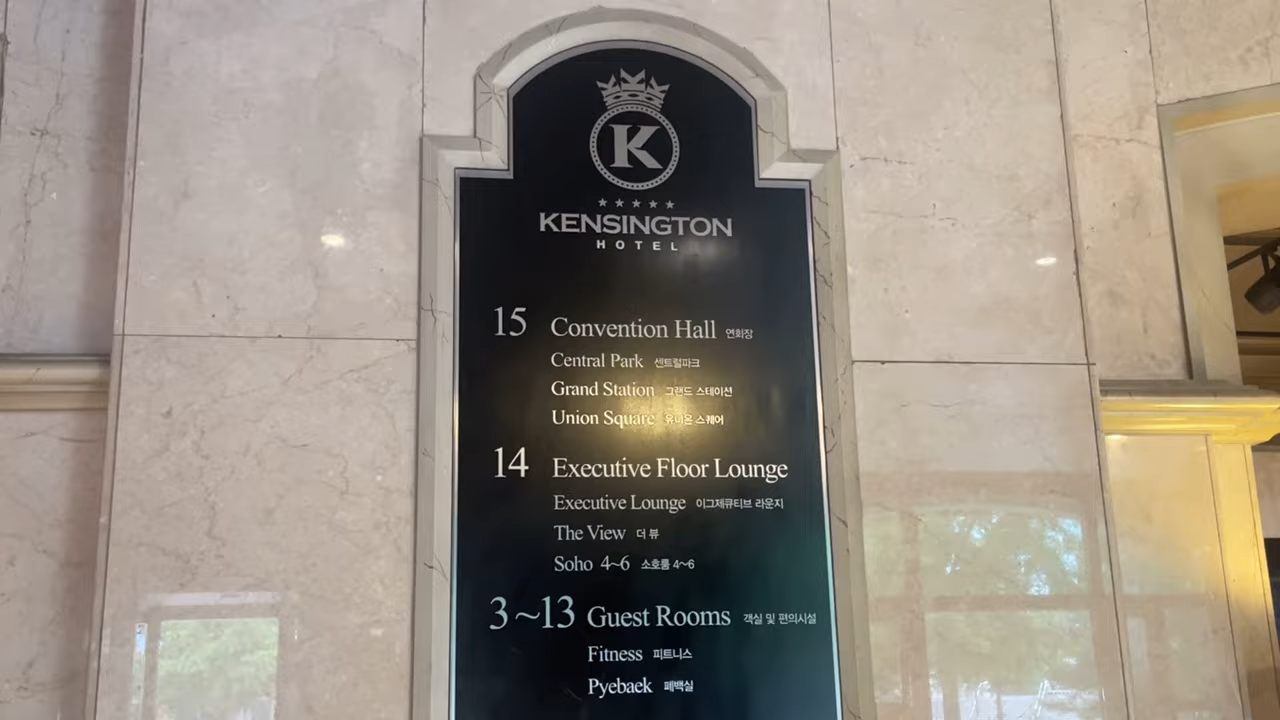 K
KENSINGTON
HOTEL
15 Convention Hall 연회장
Central Park 센트럴파크
Grand Station 그랜드 스테이션
Union Square 유니온 스퀘어
14 Executive Floor Lounge
Executive Lounge 이그제큐티브 라운지
The View 더 뷰
Soho 4~6 소호룸 4~6
3~13 Guest Rooms 객실 및 편의시설
Fitness 피트니스
Pyebaek 폐백실